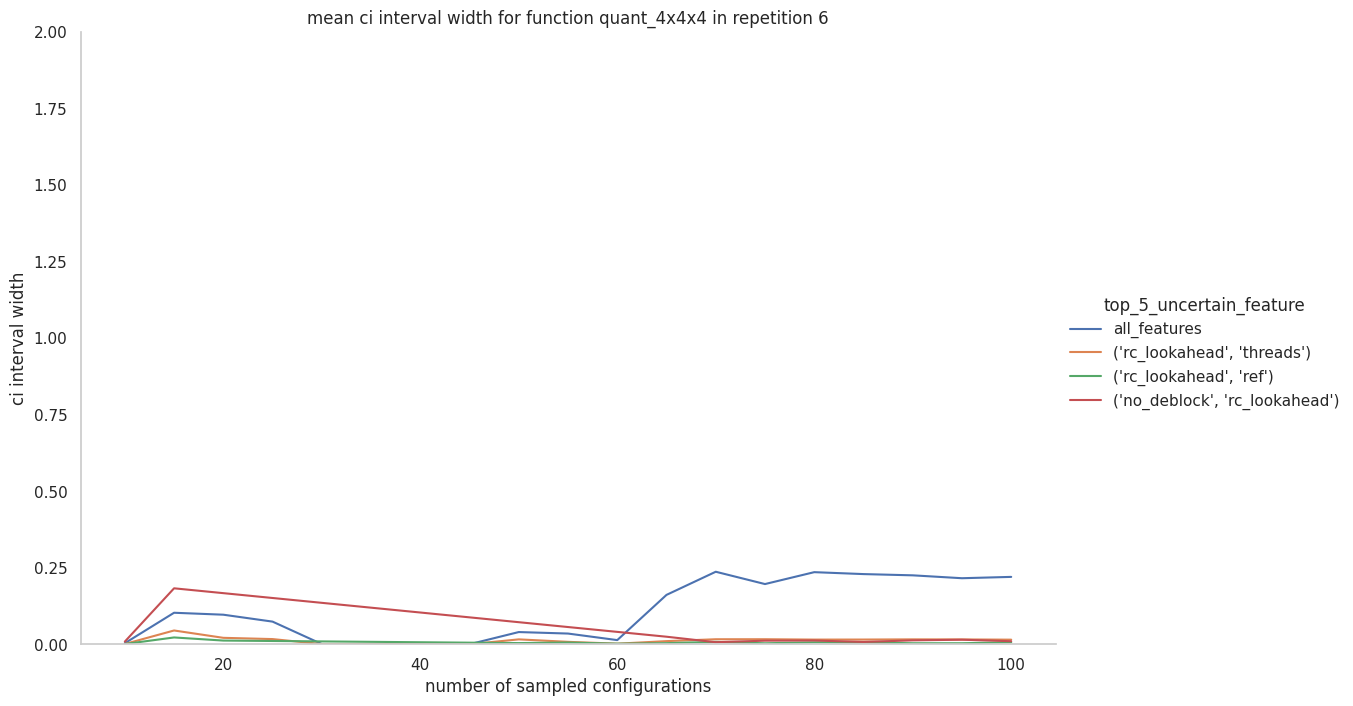 mean ci interval width for function quant_4x4x4 in repetition 6
2.00
1.75
1.50
1.25
1.00
0.75
0.50
0.25
0.00
ci interval width
20
40
60
80
100
number of sampled configurations
top_5_uncertain_feature
all_features
('rc_lookahead', 'threads')
('rc_lookahead', 'ref')
('no_deblock', 'rc_lookahead')